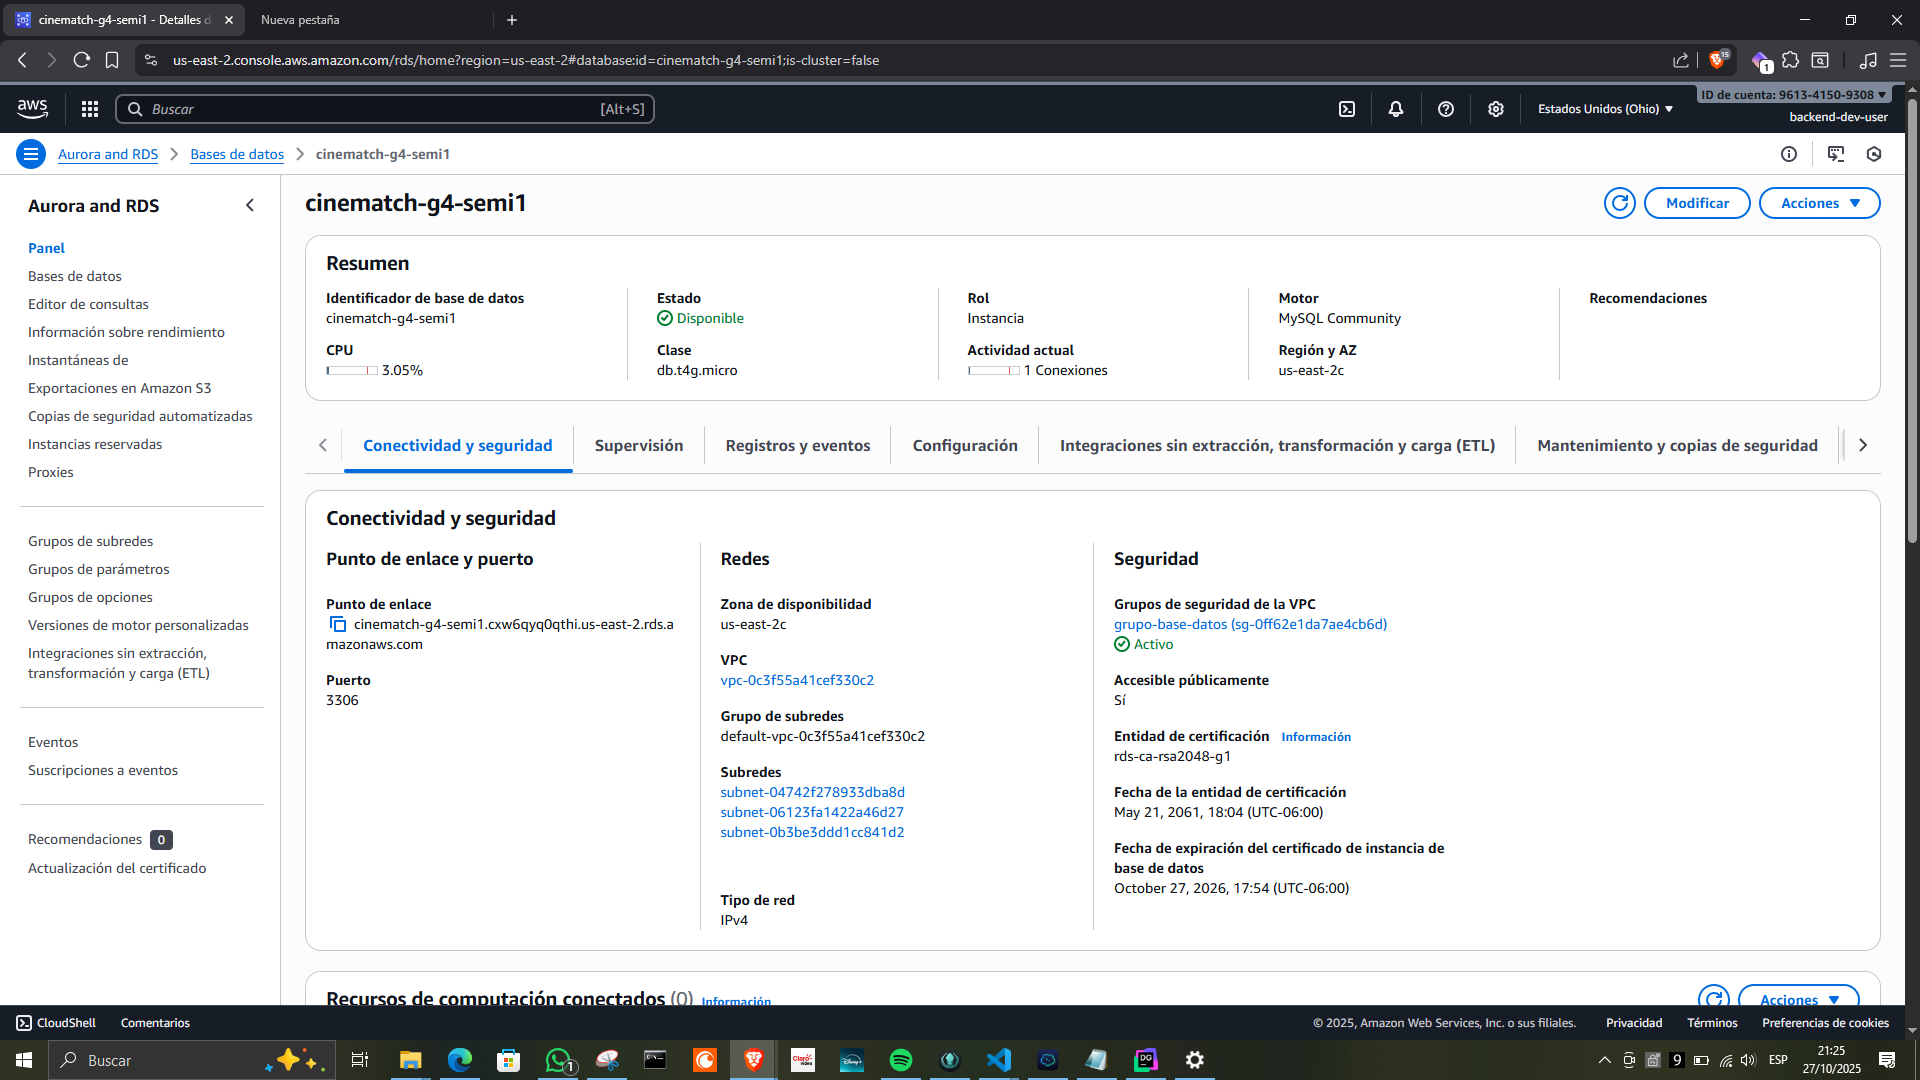 cinematch-g4-semi1 - Detalles d
Nueva pestaña
us-east-2.console.aws.amazon.com/rds/home?region=us-east-2#database:id=cinematch-g4-semi1;is-cluster=false
15
1
aws
Buscar
[Alt+S]
Estados Unidos (Ohio)
ID de cuenta: 9613-4150-9308
backend-dev-user
Aurora and RDS
Bases de datos
cinematch-g4-semi1
Aurora and RDS
Panel
Bases de datos
Editor de consultas
Información sobre rendimiento
Instantáneas de
Exportaciones en Amazon S3
Copias de seguridad automatizadas
Instancias reservadas
Proxies
Grupos de subredes
Grupos de parámetros
Grupos de opciones
Versiones de motor personalizadas
Integraciones sin extracción,
transformación y carga (ETL)
Eventos
Suscripciones a eventos
Recomendaciones 0
Actualización del certificado
cinematch-g4-semi1
Modificar
Acciones
Resumen
Identificador de base de datos
cinematch-g4-semi1
CPU
3.05%
Estado
Disponible
Clase
db.t4g.micro
Rol
Instancia
Actividad actual
1 Conexiones
Motor
MySQL Community
Región y AZ
us-east-2c
Recomendaciones
Conectividad y seguridad
Supervisión
Registros y eventos
Configuración
Integraciones sin extracción, transformación y carga (ETL)
Mantenimiento y copias de seguridad
Conectividad y seguridad
Punto de enlace y puerto
Punto de enlace
cinematch-g4-semi1.cxw6qyq0qthi.us-east-2.rds.a
mazonaws.com
Puerto
3306
Redes
Zona de disponibilidad
us-east-2c
VPC
vpc-0c3f55a41cef330c2
Grupo de subredes
default-vpc-0c3f55a41cef330c2
Subredes
subnet-04742f278933dba8d
subnet-06123fa1422a46d27
subnet-0b3be3ddd1cc841d2
Tipo de red
IPv4
Seguridad
Grupos de seguridad de la VPC
grupo-base-datos (sg-0ff62e1da7ae4cb6d)
Activo
Accesible públicamente
Sí
Entidad de certificación Información
rds-ca-rsa2048-g1
Fecha de la entidad de certificación
May 21, 2061, 18:04 (UTC-06:00)
Fecha de expiración del certificado de instancia de
base de datos
October 27, 2026, 17:54 (UTC-06:00)
Recursos de computación conectados (0) Información
Acciones
CloudShell
Comentarios
© 2025, Amazon Web Services, Inc. o sus filiales.
Privacidad
Términos
Preferencias de cookies
Buscar
1
DG
9
ESP
21:25
27/10/2025